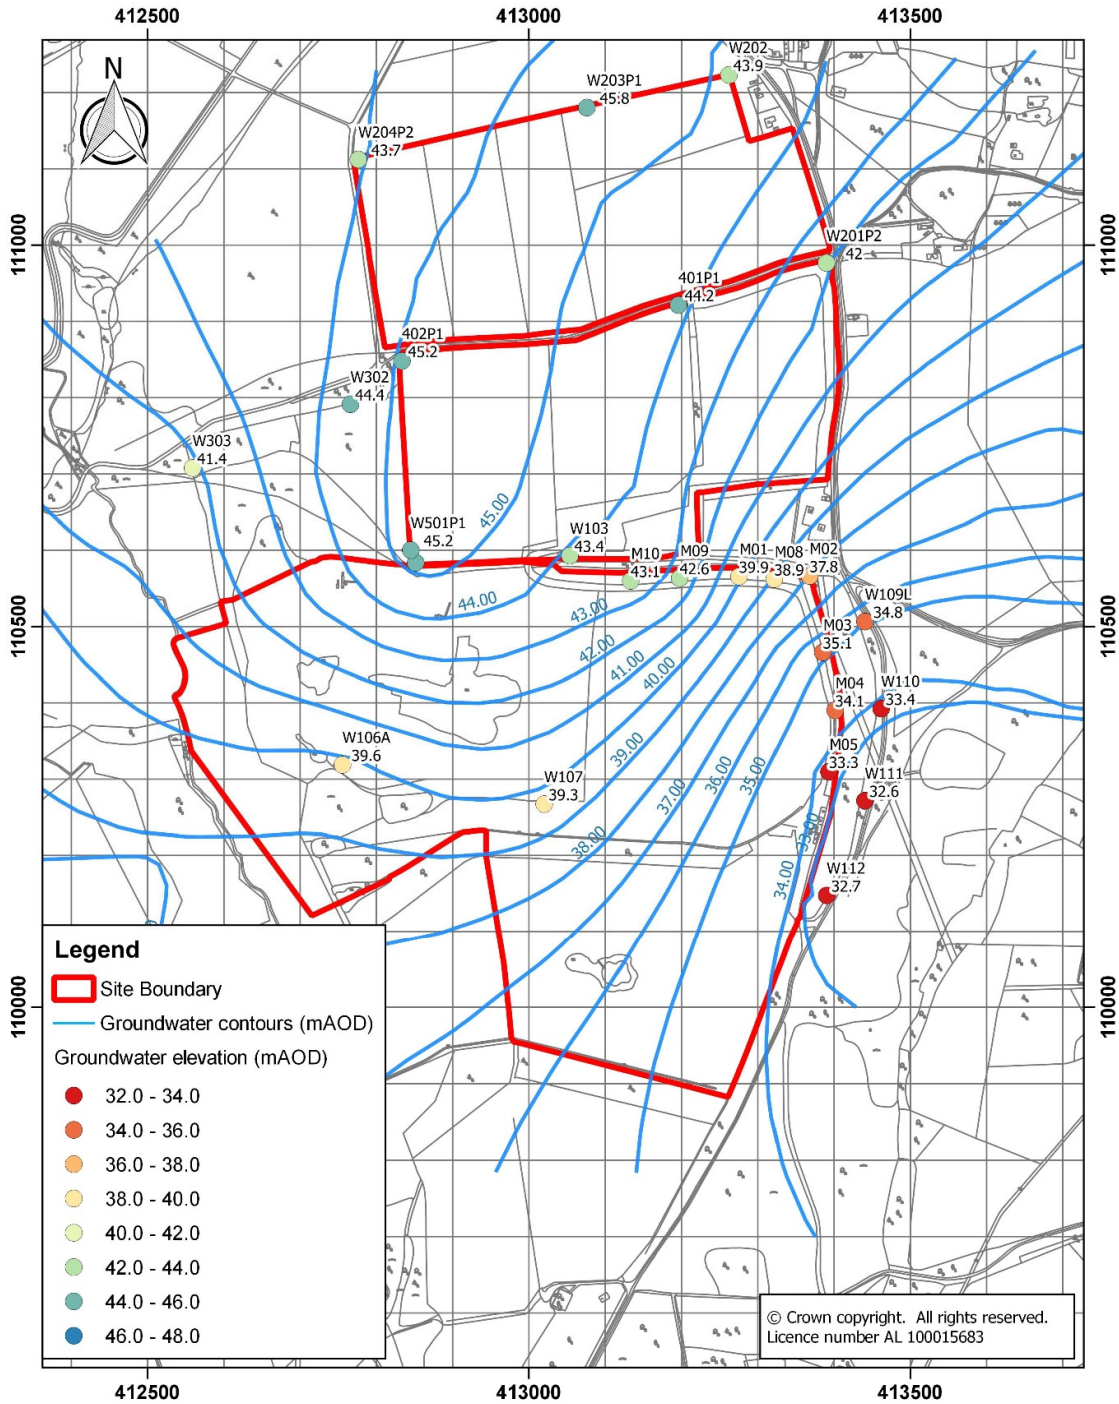 412500
413000
413500
N
W202
43.9
W203P1
45.8
W204P2
43.7
111000
111000
W201P2
42
401P1
44.2
402P1
45.2
W302
44.4
W303
41.4
45.00
W501P1
45.2
W103
43.4
M10
43.1
M09
42.6
M01
39.9
M08
38.9
M02
37.8
44.00
43.00
W109L
34.8
110500
110500
42.00
M03
35.1
41.00
40.00
M04
34.1
W110
33.4
39.00
W106A
39.6
M05
33.3
36.00
35.00
W111
32.6
W107
39.3
37.00
33.00
38.00
34.00
W112
32.7
Legend
Site Boundary
Groundwater contours (mAOD)
Groundwater elevation (mAOD)
32.0 - 34.0
34.0 - 36.0
36.0 - 38.0
38.0 - 40.0
40.0 - 42.0
42.0 - 44.0
44.0 - 46.0
46.0 - 48.0
110000
110000
© Crown copyright. All rights reserved.
Licence number AL 100015683
412500
413000
413500